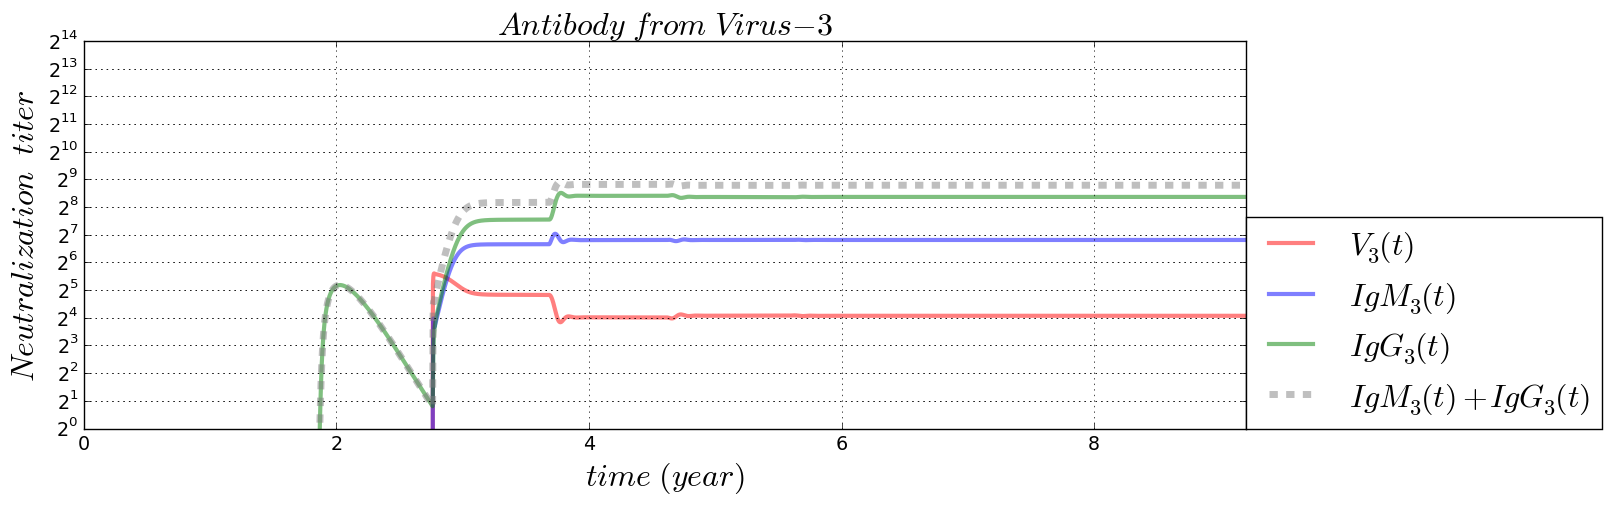 Antibody from Virus−3
Neutralization titer
2^14
2^13
2^12
2^11
2^10
2^9
2^8
2^7
2^6
2^5
2^4
2^3
2^2
2^1
2^0
0 2 4 6 8
time (year)
V_3(t)
IgM_3(t)
IgG_3(t)
IgM_3(t) + IgG_3(t)